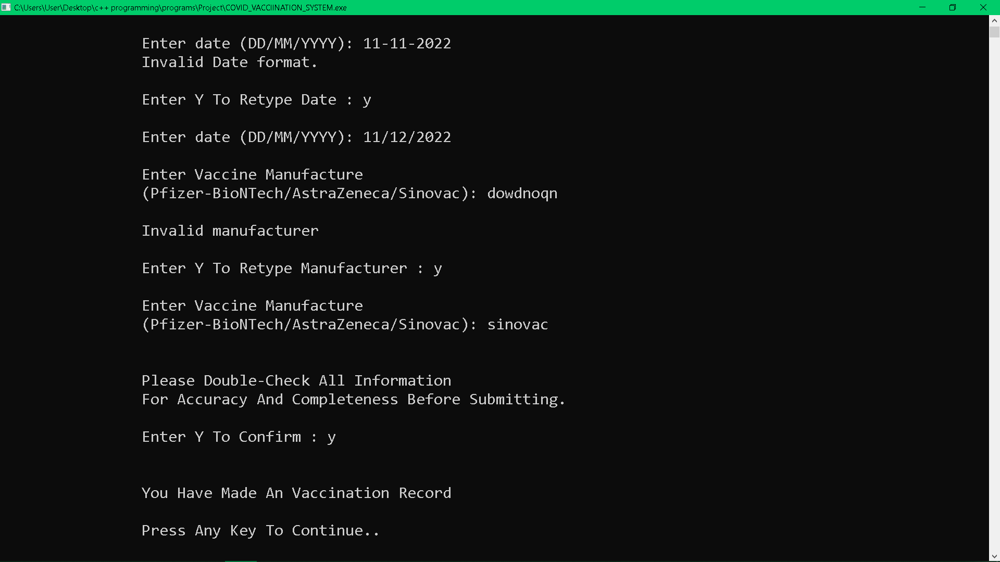 C:\Users\User\Desktop\c++ programming\programs\Project\COVID_VACCIINATION_SYSTEM.exe
Enter date (DD/MM/YYYY): 11-11-2022
Invalid Date format.
Enter Y To Retype Date : y
Enter date (DD/MM/YYYY): 11/12/2022
Enter Vaccine Manufacture
(Pfizer-BioNTech/AstraZeneca/Sinovac): dowdnoqn
Invalid manufacturer
Enter Y To Retype Manufacturer : y
Enter Vaccine Manufacture
(Pfizer-BioNTech/AstraZeneca/Sinovac): sinovac
Please Double-Check All Information
For Accuracy And Completeness Before Submitting.
Enter Y To Confirm : y
You Have Made An Vaccination Record
Press Any Key To Continue..